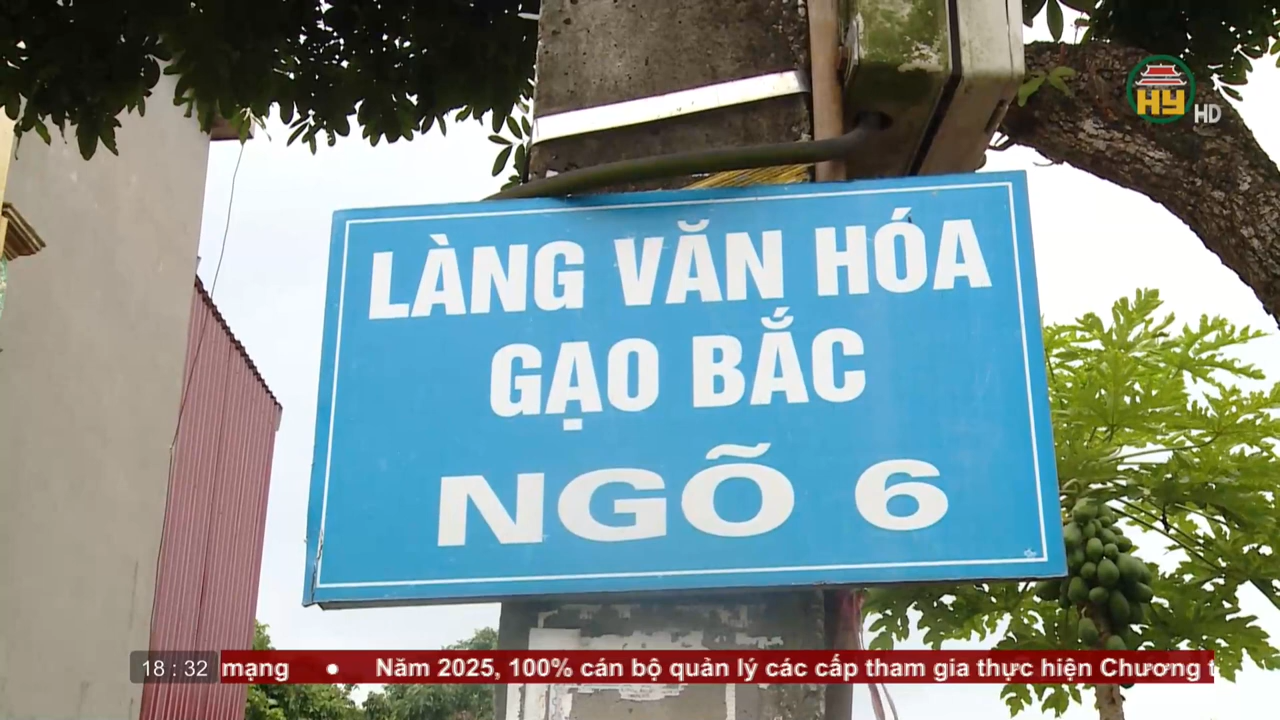 HY HD
LÀNG VĂN HÓA
GẠO BẮC
NGÕ 6
18 : 32 mạng ● Năm 2025, 100% cán bộ quản lý các cấp tham gia thực hiện Chương t